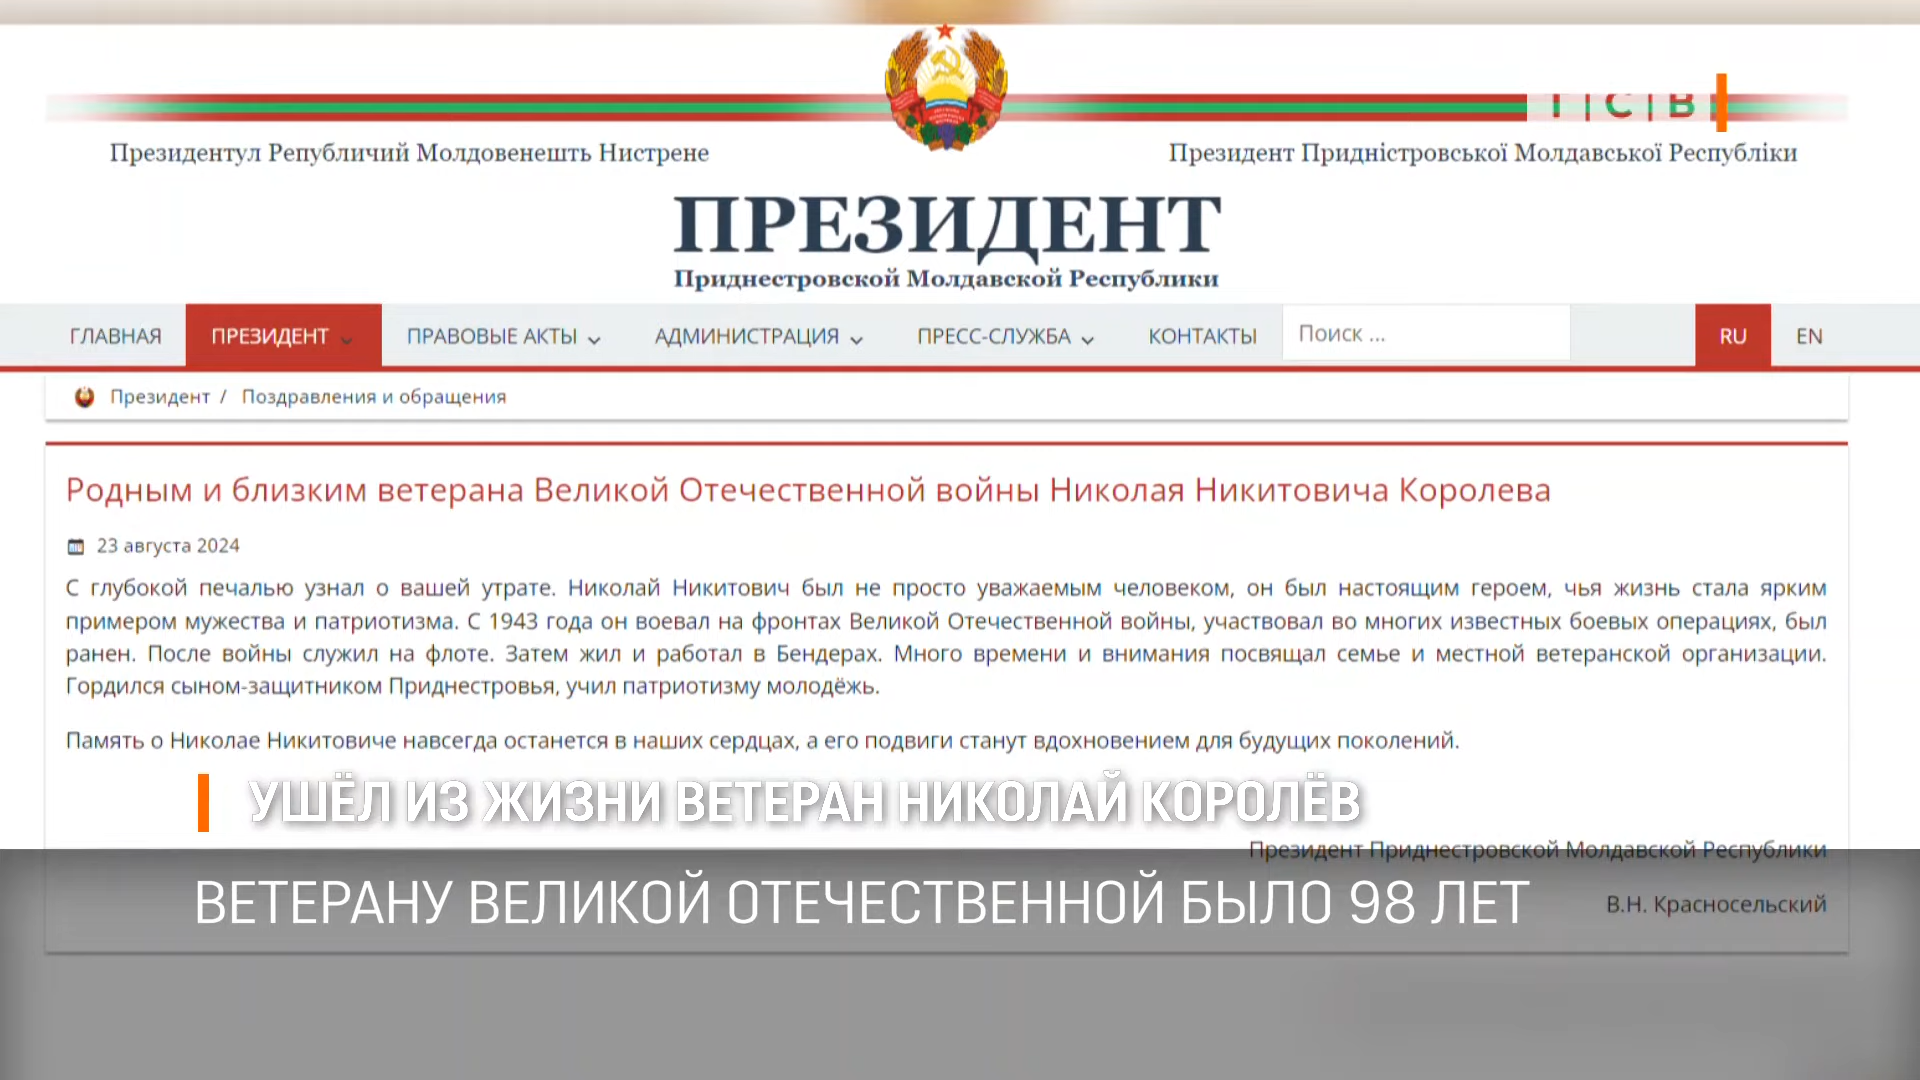 ТСВ
Президентул Републичий Молдовенешть Нистрене
Президент Придністровської Молдавської Республіки
ПРЕЗИДЕНТ
Приднестровской Молдавской Республики
ГЛАВНАЯ ПРЕЗИДЕНТ ПРАВОВЫЕ АКТЫ АДМИНИСТРАЦИЯ ПРЕСС-СЛУЖБА КОНТАКТЫ Поиск ... RU EN
Президент / Поздравления и обращения
Родным и близким ветерана Великой Отечественной войны Николая Никитовича Королева
23 августа 2024
С глубокой печалью узнал о вашей утрате. Николай Никитович был не просто уважаемым человеком, он был настоящим героем, чья жизнь стала ярким
примером мужества и патриотизма. С 1943 года он воевал на фронтах Великой Отечественной войны, участвовал во многих известных боевых операциях, был
ранен. После войны служил на флоте. Затем жил и работал в Бендерах. Много времени и внимания посвящал семье и местной ветеранской организации.
Гордился сыном-защитником Приднестровья, учил патриотизму молодёжь.
Память о Николае Никитовиче навсегда останется в наших сердцах, а его подвиги станут вдохновением для будущих поколений.
УШЁЛ ИЗ ЖИЗНИ ВЕТЕРАН НИКОЛАЙ КОРОЛЁВ
Президент Приднестровской Молдавской Республики
ВЕТЕРАНУ ВЕЛИКОЙ ОТЕЧЕСТВЕННОЙ БЫЛО 98 ЛЕТ
В.Н. Красносельский